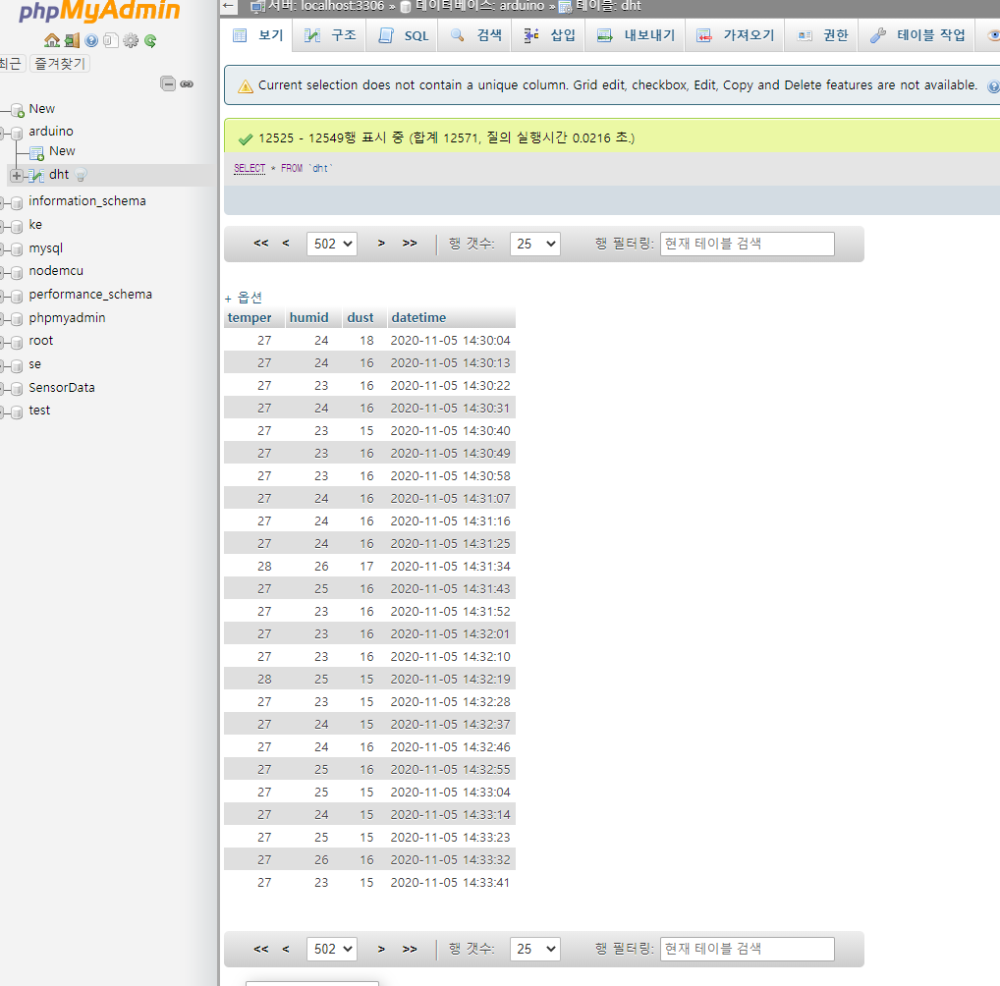 phpMyAdmin
최근 즐겨찾기
New
arduino
New
dht
information_schema
ke
mysql
nodemcu
performance_schema
phpmyadmin
root
se
SensorData
test
서버: localhost:3306 » 데이터베이스: arduino » 테이블: dht
보기 구조 SQL 검색 삽입 내보내기 가져오기 권한 테이블 작업
Current selection does not contain a unique column. Grid edit, checkbox, Edit, Copy and Delete features are not available.
12525 - 12549행 표시 중 (합계 12571, 질의 실행시간 0.0216 초.)
SELECT * FROM `dht`
<< < 502 > >> 행 갯수: 25 행 필터링: 현재 테이블 검색
+ 옵션
temper humid dust datetime
27 24 18 2020-11-05 14:30:04
27 24 16 2020-11-05 14:30:13
27 23 16 2020-11-05 14:30:22
27 24 16 2020-11-05 14:30:31
27 23 15 2020-11-05 14:30:40
27 23 16 2020-11-05 14:30:49
27 23 16 2020-11-05 14:30:58
27 24 16 2020-11-05 14:31:07
27 24 16 2020-11-05 14:31:16
27 24 16 2020-11-05 14:31:25
28 26 17 2020-11-05 14:31:34
27 25 16 2020-11-05 14:31:43
27 23 16 2020-11-05 14:31:52
27 23 16 2020-11-05 14:32:01
27 23 16 2020-11-05 14:32:10
28 25 15 2020-11-05 14:32:19
27 23 15 2020-11-05 14:32:28
27 24 15 2020-11-05 14:32:37
27 24 16 2020-11-05 14:32:46
27 25 16 2020-11-05 14:32:55
27 25 15 2020-11-05 14:33:04
27 24 15 2020-11-05 14:33:14
27 25 15 2020-11-05 14:33:23
27 26 16 2020-11-05 14:33:32
27 23 15 2020-11-05 14:33:41
<< < 502 > >> 행 갯수: 25 행 필터링: 현재 테이블 검색